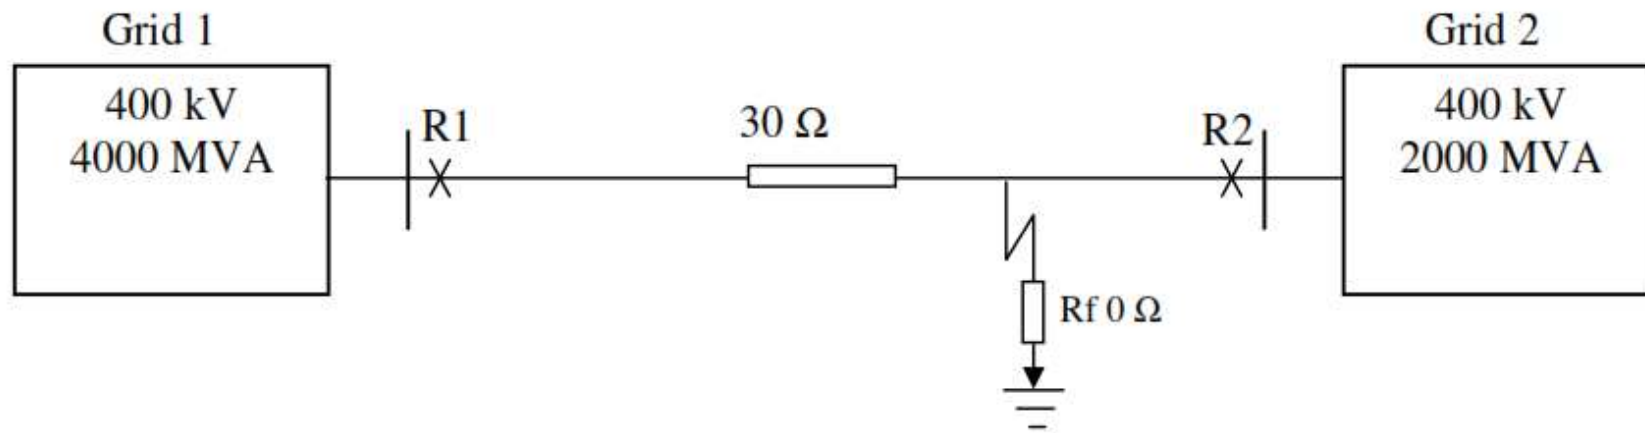 Grid 1
400 kV
4000 MVA
R1
30 Ω
R2
Grid 2
400 kV
2000 MVA
Rf 0 Ω